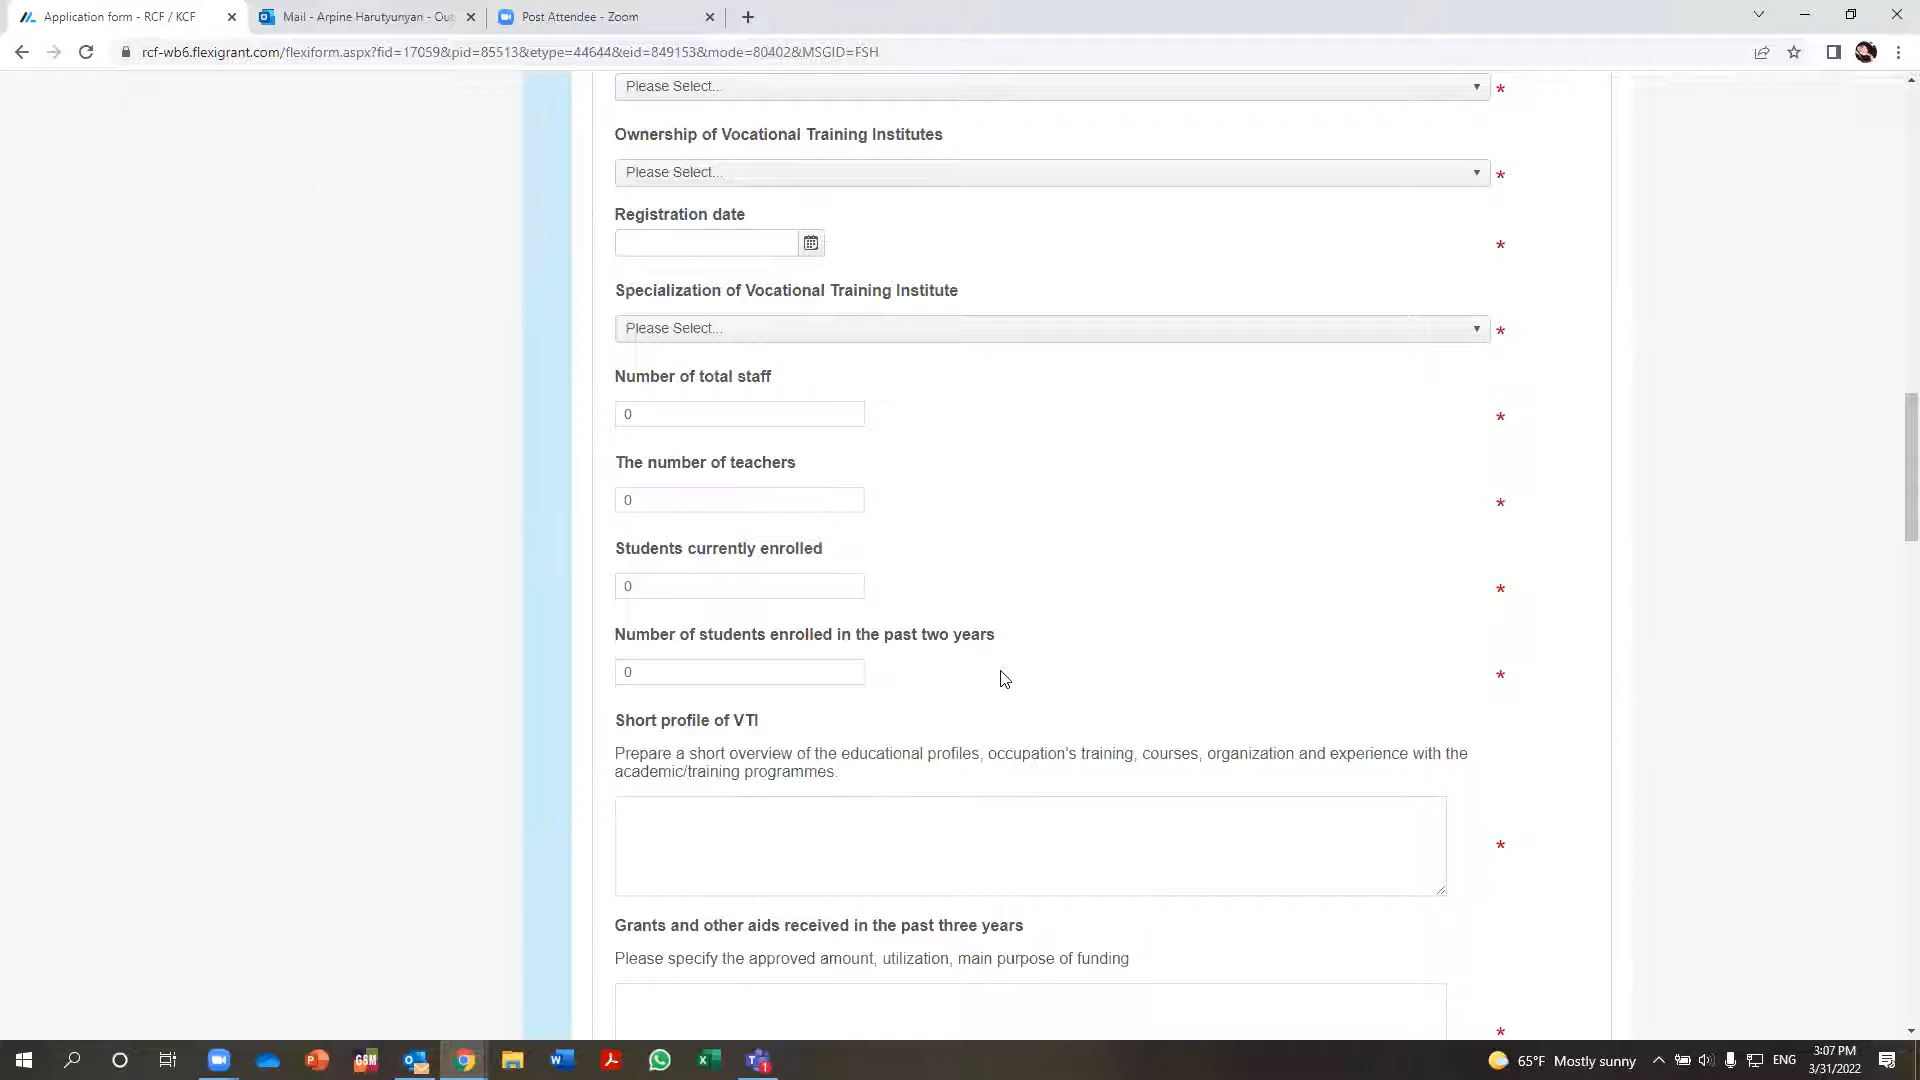 Application form - RCF / KCF
Mail - Arpine Harutyunyan - Out
Post Attendee - Zoom
rcf-wb6.flexigrant.com/flexiform.aspx?fid=17059&pid=85513&etype=44644&eid=849153&mode=80402&MSGID=FSH
Please Select...
*
Ownership of Vocational Training Institutes
Please Select...
*
Registration date
*
Specialization of Vocational Training Institute
Please Select...
*
Number of total staff
0
*
The number of teachers
0
*
Students currently enrolled
0
*
Number of students enrolled in the past two years
0
*
Short profile of VTI
Prepare a short overview of the educational profiles, occupation's training, courses, organization and experience with the
academic/training programmes.
*
Grants and other aids received in the past three years
Please specify the approved amount, utilization, main purpose of funding
*
GSM
1
65°F Mostly sunny
ENG
3:07 PM
3/31/2022